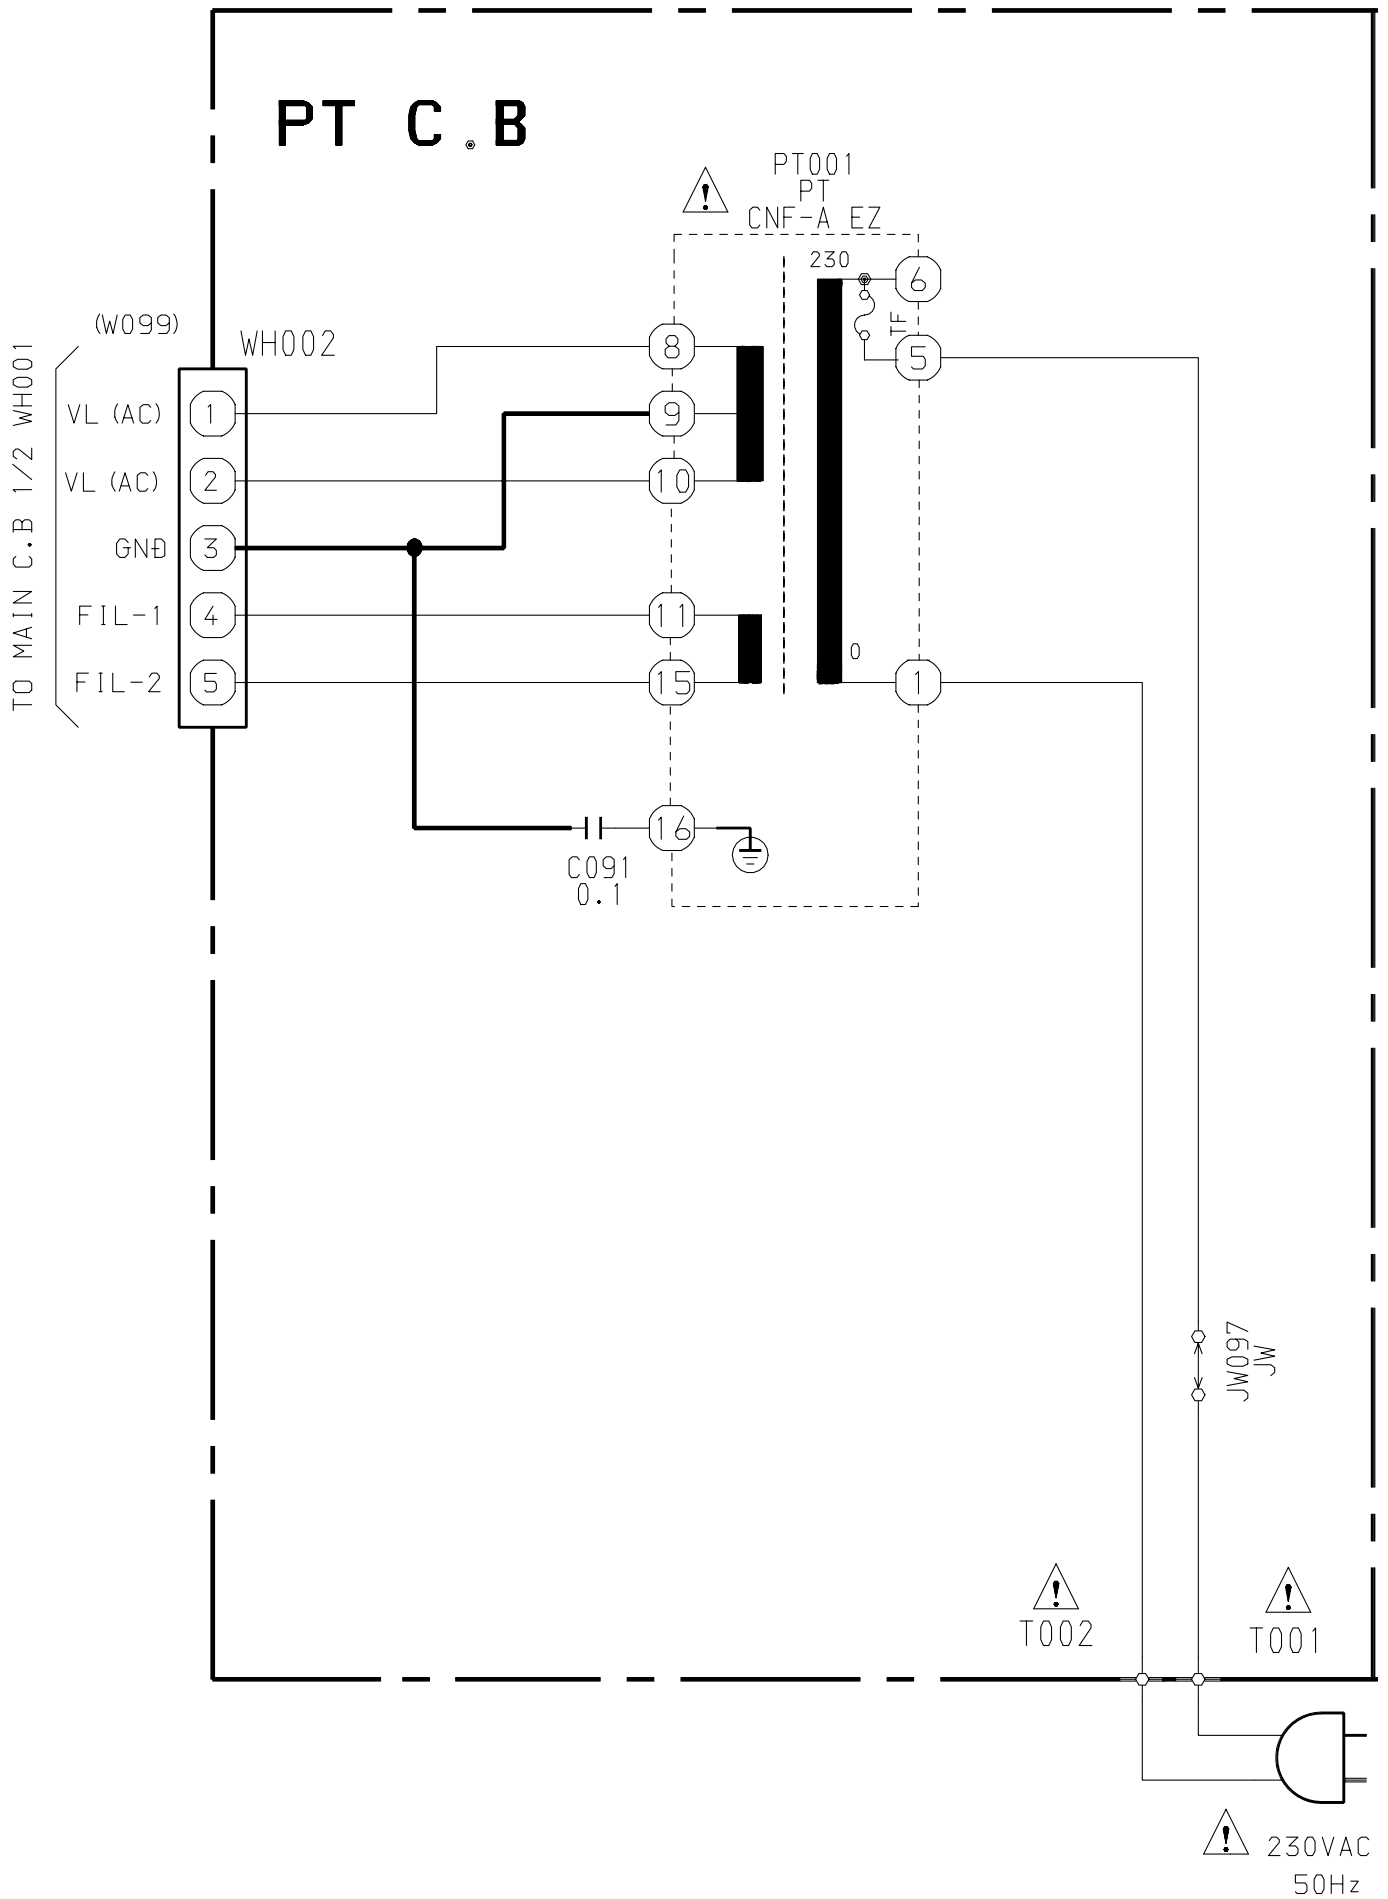 PT C.B
PT001
PT
CNF-A EZ
!
230
6
TF
5
(W099)
WH002
TO MAIN C.B 1/2 WH001
8
VL (AC)
1
9
VL (AC)
2
10
GND
3
FIL-1
4
11
0
FIL-2
5
15
1
16
C091
0.1
JW097
JW
!
T002
!
T001
!
230VAC
50Hz